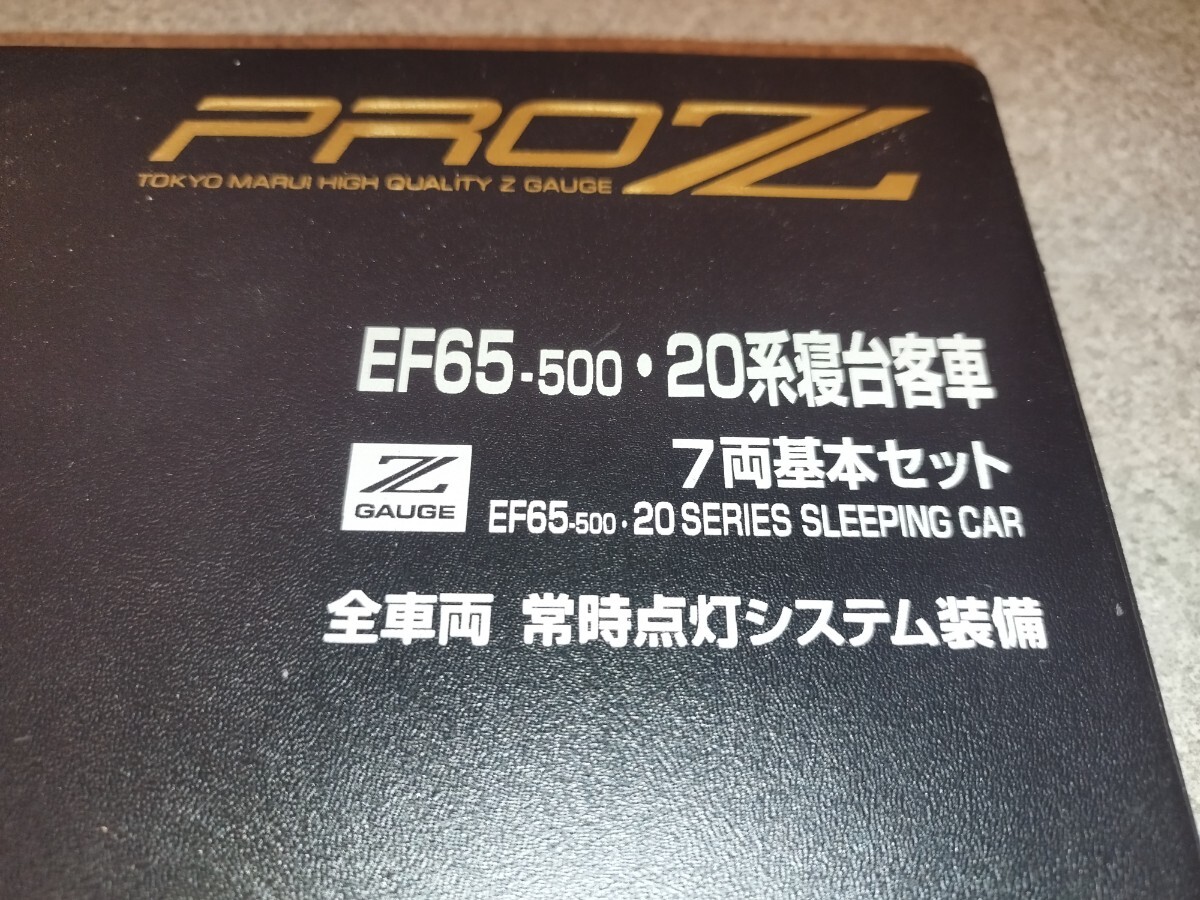 PROZ
TOKYO MARUI HIGH QUALITY Z GAUGE
EF65-500・20系寝台客車
7両基本セット
Z
GAUGE
EF65-500・20 SERIES SLEEPING CAR
全車両 常時点灯システム装備